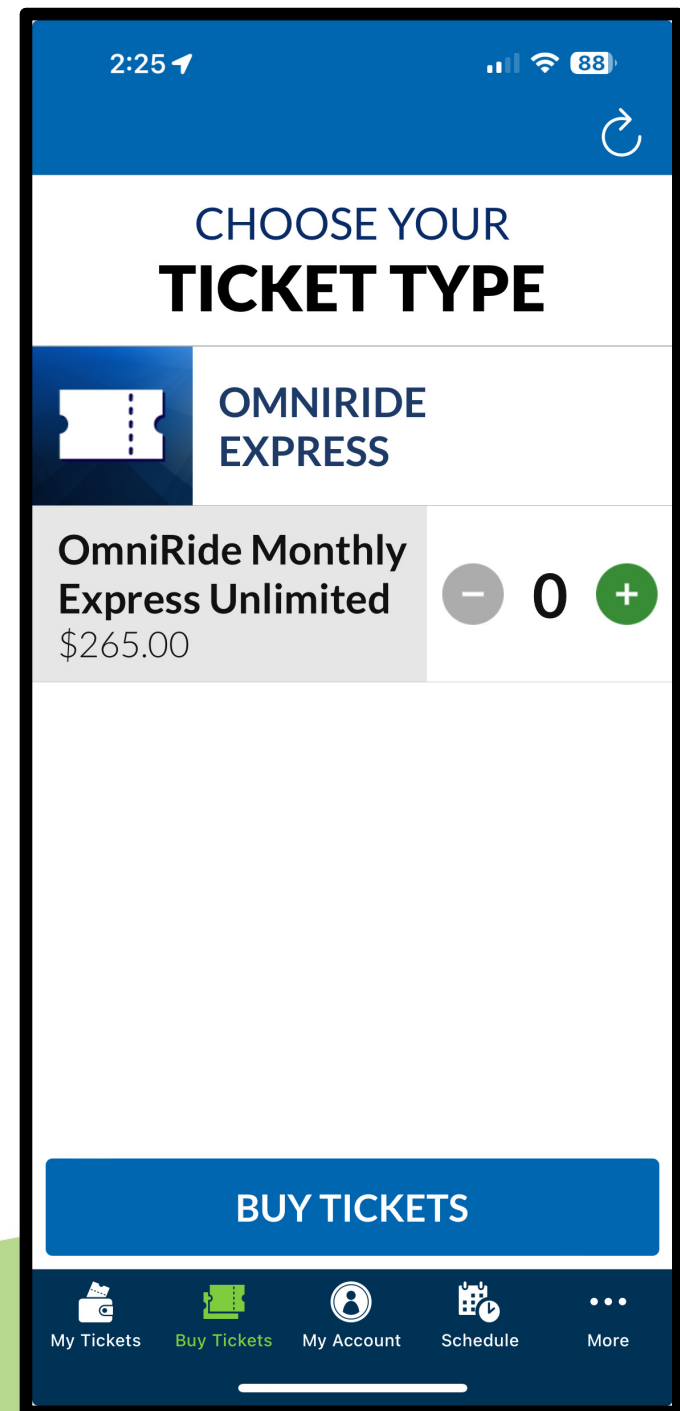 2:25
88
CHOOSE YOUR
TICKET TYPE
OMNIRIDE
EXPRESS
OmniRide Monthly
Express Unlimited
$265.00
0
BUY TICKETS
My Tickets
Buy Tickets
My Account
Schedule
More